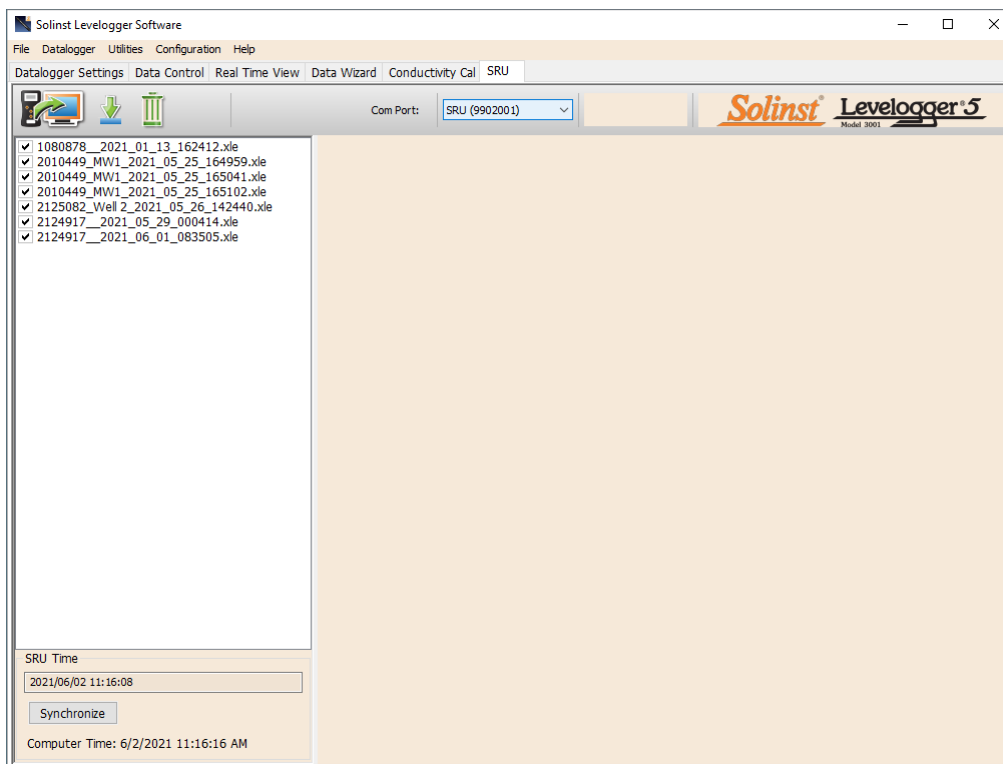 Solinst Levelogger Software
File Datalogger Utilities Configuration Help
Datalogger Settings Data Control Real Time View Data Wizard Conductivity Cal SRU
Com Port: SRU (9902001) Solinst® Levelogger® 5
Model 3001
1080878__2021_01_13_162412.xle
2010449_MW1_2021_05_25_164959.xle
2010449_MW1_2021_05_25_165041.xle
2010449_MW1_2021_05_25_165102.xle
2125082_Well 2_2021_05_26_142440.xle
2124917__2021_05_29_000414.xle
2124917__2021_06_01_083505.xle
SRU Time
2021/06/02 11:16:08
Synchronize
Computer Time: 6/2/2021 11:16:16 AM